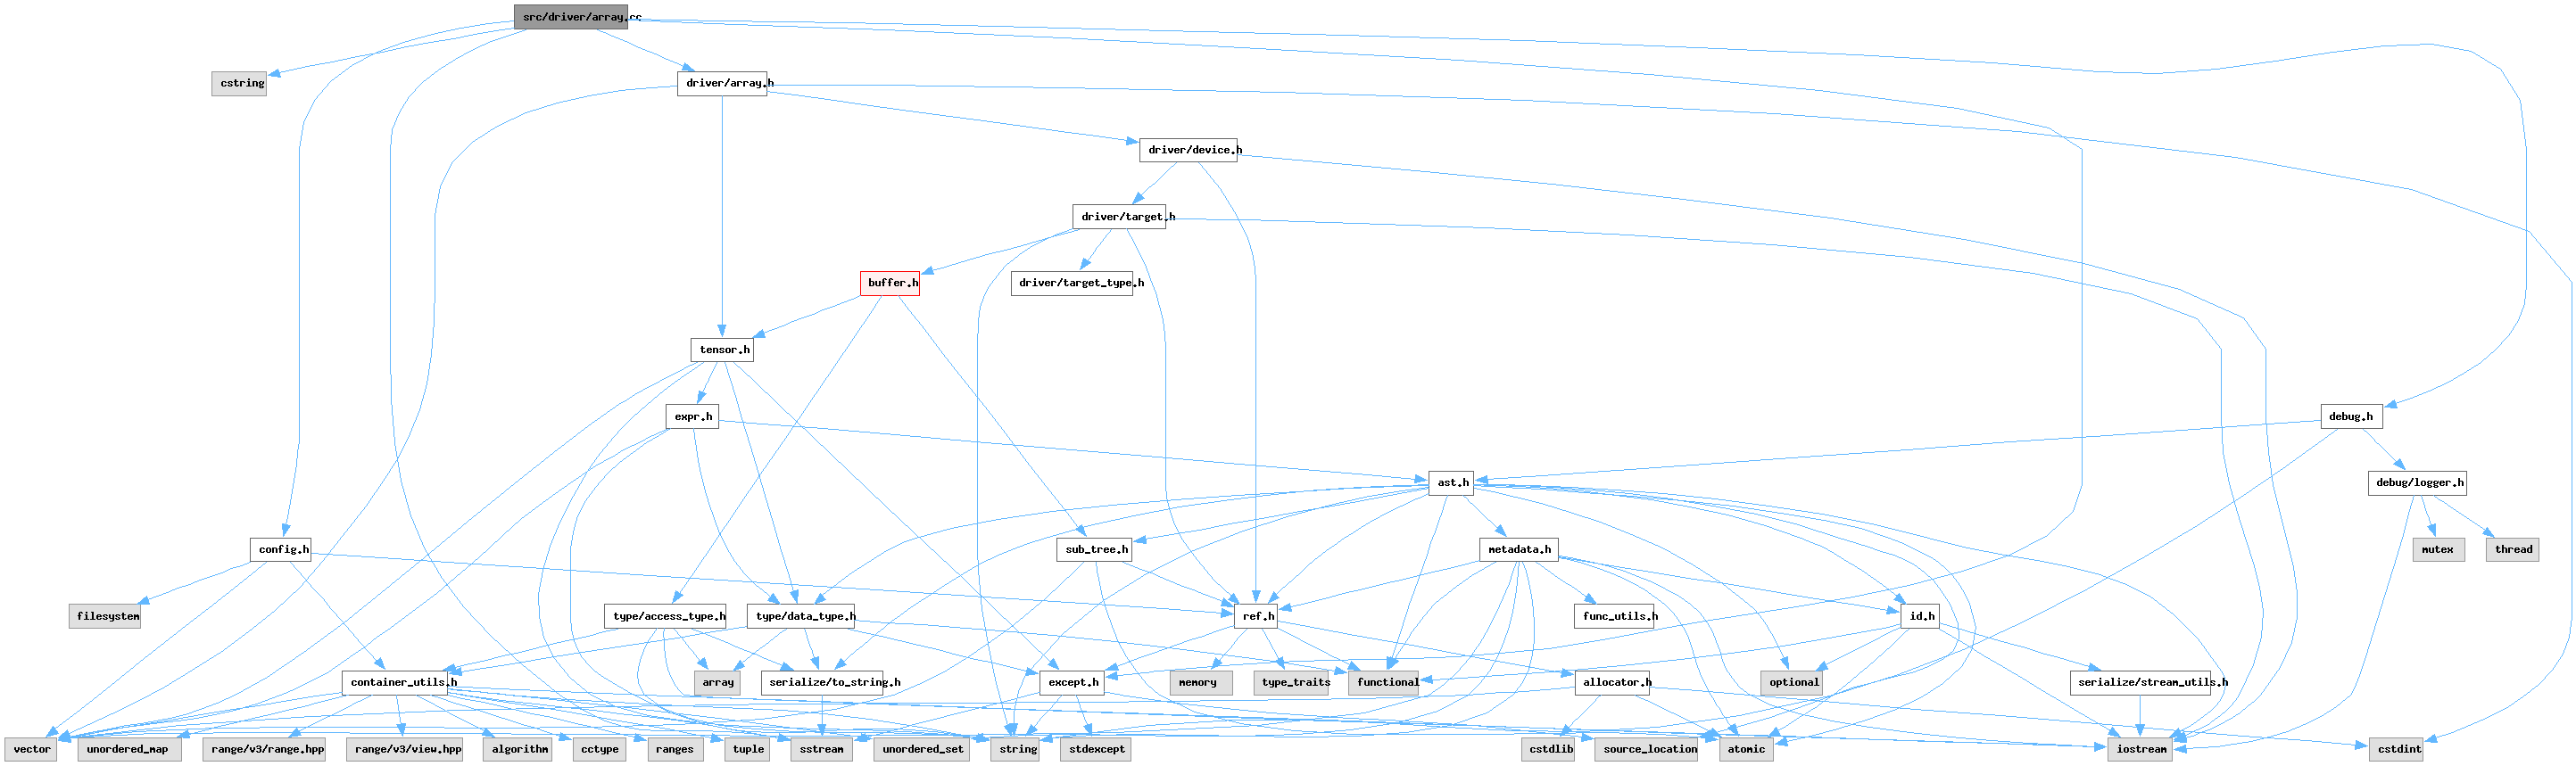 src/driver/array.cc
cstring
driver/array.h
driver/device.h
driver/target.h
buffer.h
driver/target_type.h
tensor.h
expr.h
debug.h
ast.h
debug/logger.h
config.h
sub_tree.h
metadata.h
mutex
thread
filesystem
type/access_type.h
type/data_type.h
ref.h
func_utils.h
id.h
container_utils.h
array
serialize/to_string.h
except.h
memory
type_traits
functional
allocator.h
optional
serialize/stream_utils.h
vector
unordered_map
range/v3/range.hpp
range/v3/view.hpp
algorithm
cctype
ranges
tuple
sstream
unordered_set
string
stdexcept
cstdlib
source_location
atomic
iostream
cstdint